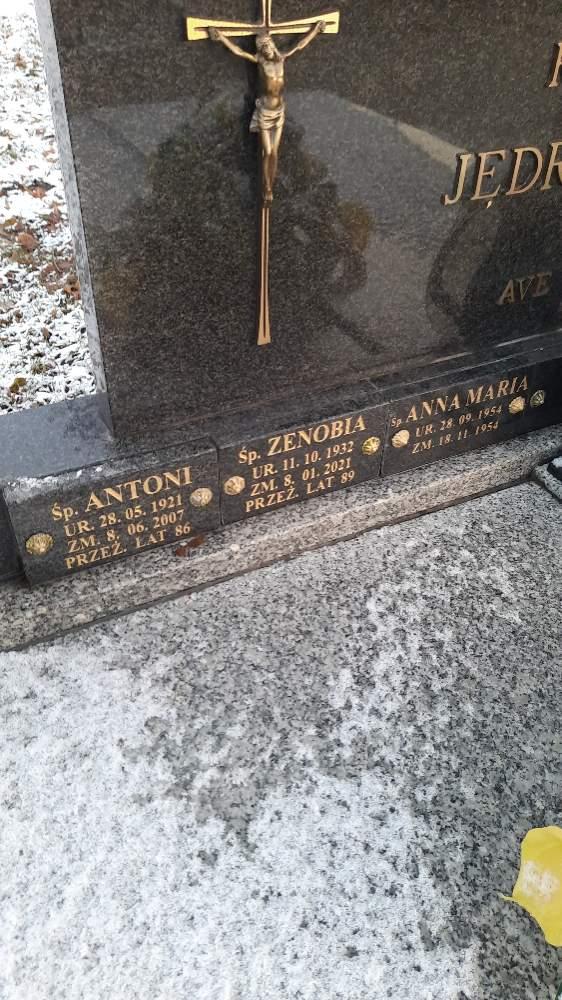 JĘDR
AVE
Śp. ANTONI
UR. 28. 05. 1921
ZM. 8. 06. 2007
PRZEŻ. LAT 86
Śp. ZENOBIA
UR. 11. 10. 1932
ZM. 8. 01. 2021
PRZEŻ. LAT 89
Śp. ANNA MARIA
UR. 28. 09. 1954
ZM. 18. 11. 1954